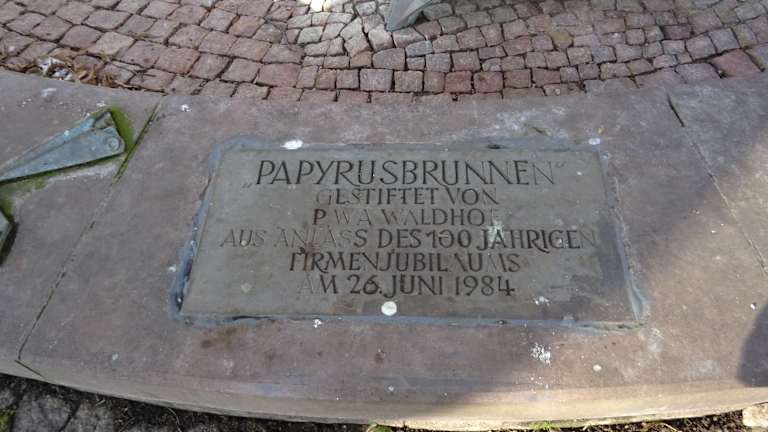 „PAPYRUSBRUNNEN“
GESTIFTET VON
P.W.A WALDHOF
AUS ANLASS DES 100 JÄHRIGEN
FIRMENJUBILÄUMS
AM 26. JUNI 1984